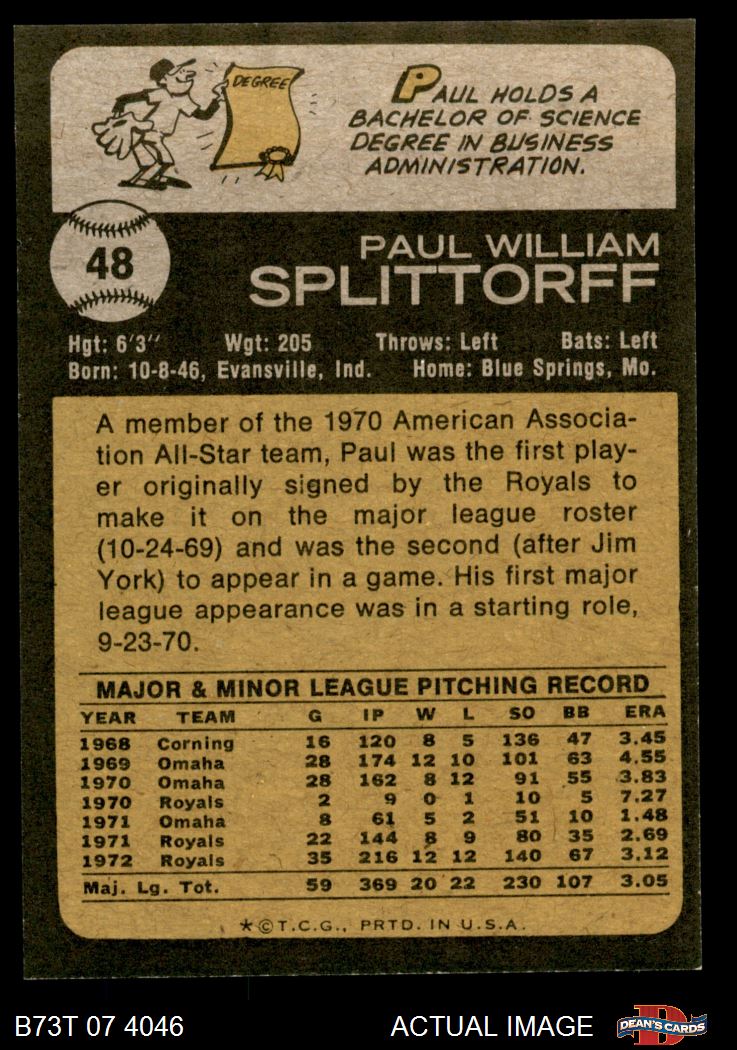 DEGREE
PAUL HOLDS A
BACHELOR OF SCIENCE
DEGREE IN BUSINESS
ADMINISTRATION.
48
PAUL WILLIAM
SPLITTORFF
Hgt: 6'3" Wgt: 205 Throws: Left Bats: Left
Born: 10-8-46, Evansville, Ind. Home: Blue Springs, Mo.
A member of the 1970 American Associa-
tion All-Star team, Paul was the first play-
er originally signed by the Royals to
make it on the major league roster
(10-24-69) and was the second (after Jim
York) to appear in a game. His first major
league appearance was in a starting role,
9-23-70.
MAJOR & MINOR LEAGUE PITCHING RECORD
YEAR TEAM G IP W L SO BB ERA
1968 Corning 16 120 8 5 136 47 3.45
1969 Omaha 28 174 12 10 101 63 4.55
1970 Omaha 28 162 8 12 91 55 3.83
1970 Royals 2 9 0 1 10 5 7.27
1971 Omaha 8 61 5 2 51 10 1.48
1971 Royals 22 144 8 9 80 35 2.69
1972 Royals 35 216 12 12 140 67 3.12
Maj. Lg. Tot. 59 369 20 22 230 107 3.05
*©T.C.G., PRTD. IN U.S.A.
B73T 07 4046 ACTUAL IMAGE
D
DEAN'S CARDS